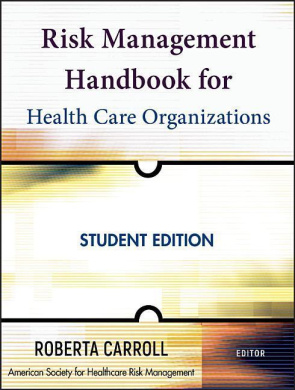 Risk Management
Handbook for
Health Care Organizations
STUDENT EDITION
ROBERTA CARROLL
EDITOR
American Society for Healthcare Risk Management